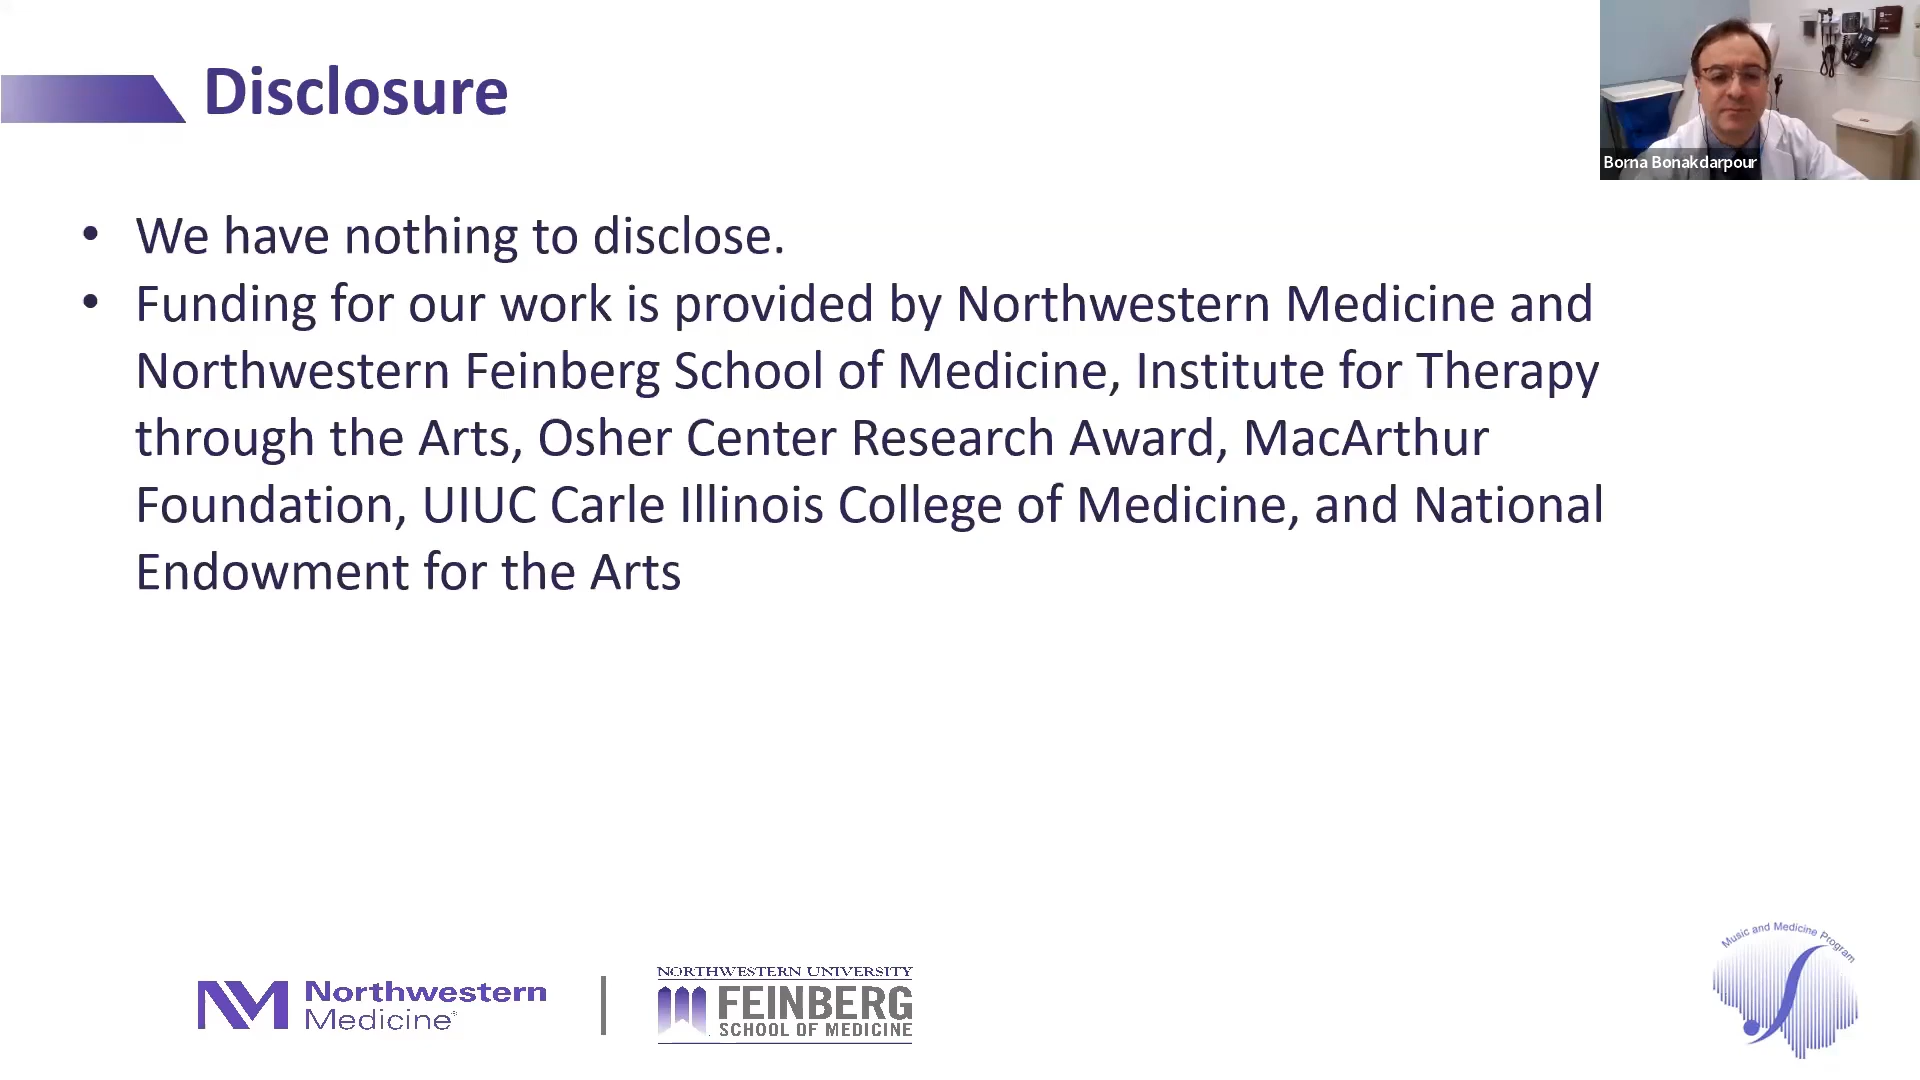 Disclosure
Borna Bonakdarpour
• We have nothing to disclose.
• Funding for our work is provided by Northwestern Medicine and
Northwestern Feinberg School of Medicine, Institute for Therapy
through the Arts, Osher Center Research Award, MacArthur
Foundation, UIUC Carle Illinois College of Medicine, and National
Endowment for the Arts
NM Northwestern
Medicine®
NORTHWESTERN UNIVERSITY
FEINBERG
SCHOOL OF MEDICINE
Music and Medicine Program